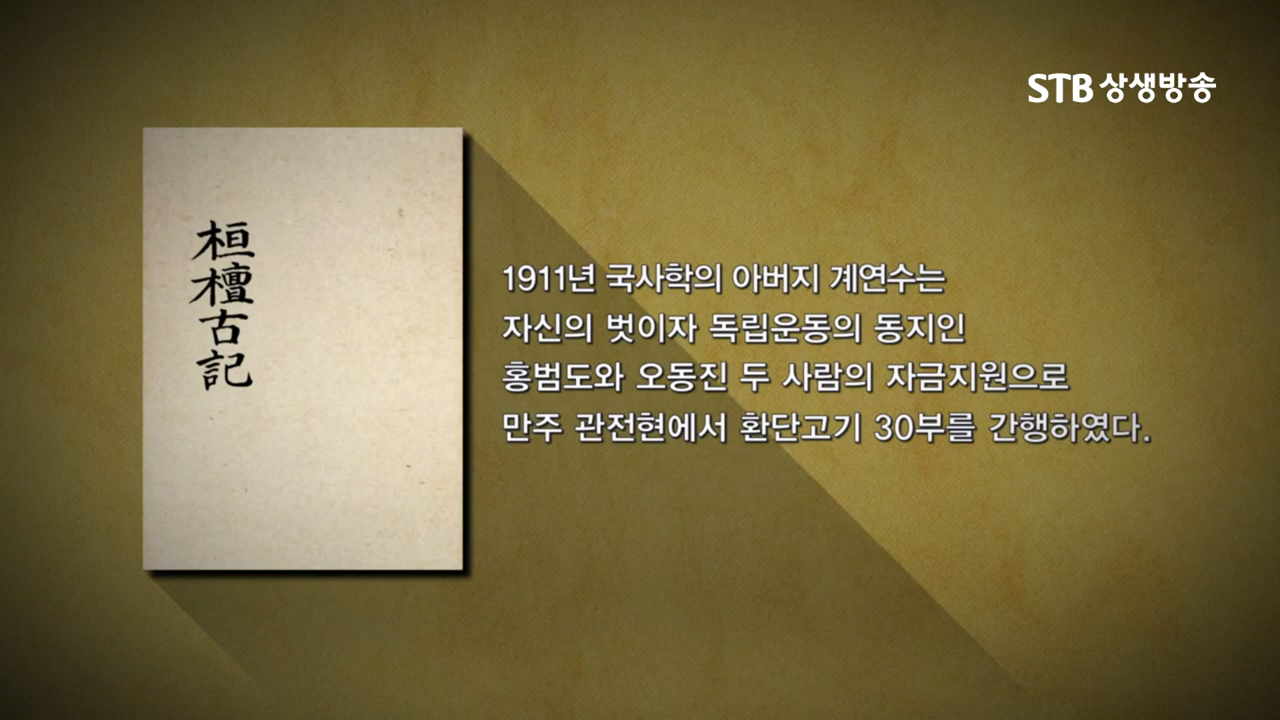 STB 상생방송
桓檀古記
1911년 국사학의 아버지 계연수는
자신의 벗이자 독립운동의 동지인
홍범도와 오동진 두 사람의 자금지원으로
만주 관전현에서 환단고기 30부를 간행하였다.